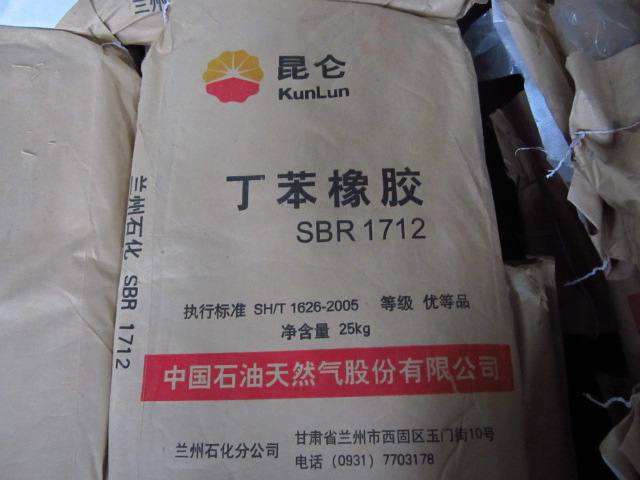 兰州
昆仑
KunLun
丁苯橡胶
SBR 1712
兰州石化 SBR 1712
执行标准 SH/T 1626-2005 等级 优等品
净含量 25kg
中国石油天然气股份有限公司
兰州石化分公司
甘肃省兰州市西固区玉门街10号
电话（0931）7703178